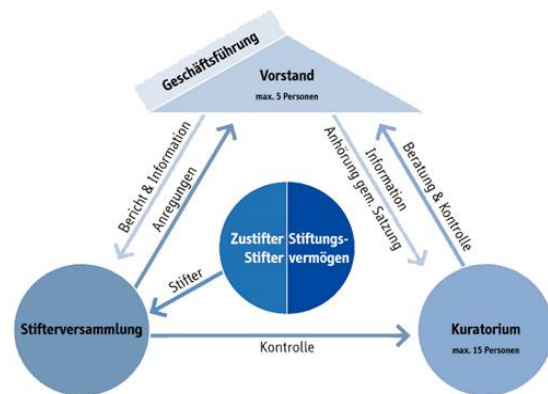 Geschäftsführung
Vorstand
max. 5 Personen
Bericht & Information
Anregungen
Information
Anhörung gem. Satzung
Beratung & Kontrolle
Zustifter
Stifter
Stiftungs-
vermögen
Stifter
Stifterversammlung
Kontrolle
Kuratorium
max. 15 Personen